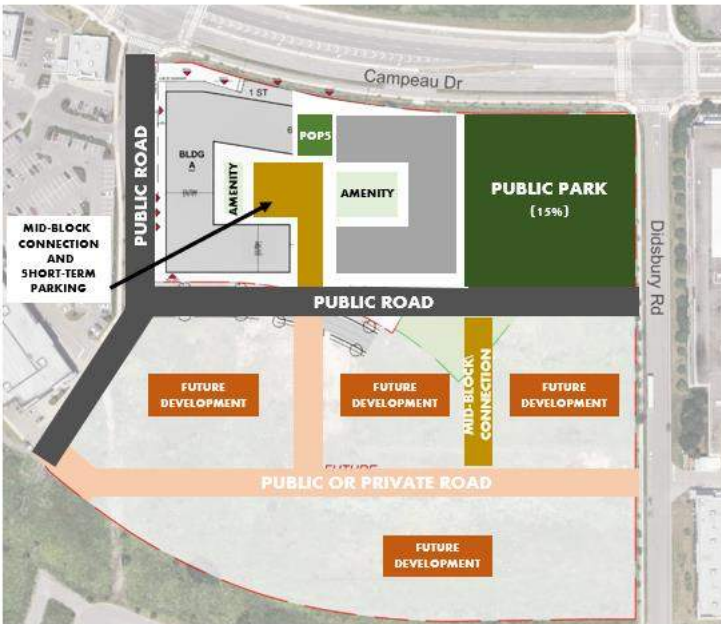 Campeau Dr
1 ST
6
POPS
BLDG
A
AMENITY
AMENITY
PUBLIC PARK
(15%)
PUBLIC ROAD
MID-BLOCK
CONNECTION
AND
SHORT-TERM
PARKING
Didsbury Rd
PUBLIC ROAD
FUTURE
DEVELOPMENT
FUTURE
DEVELOPMENT
MID-BLOCK
CONNECTION
FUTURE
DEVELOPMENT
FUTURE
PUBLIC OR PRIVATE ROAD
FUTURE
DEVELOPMENT